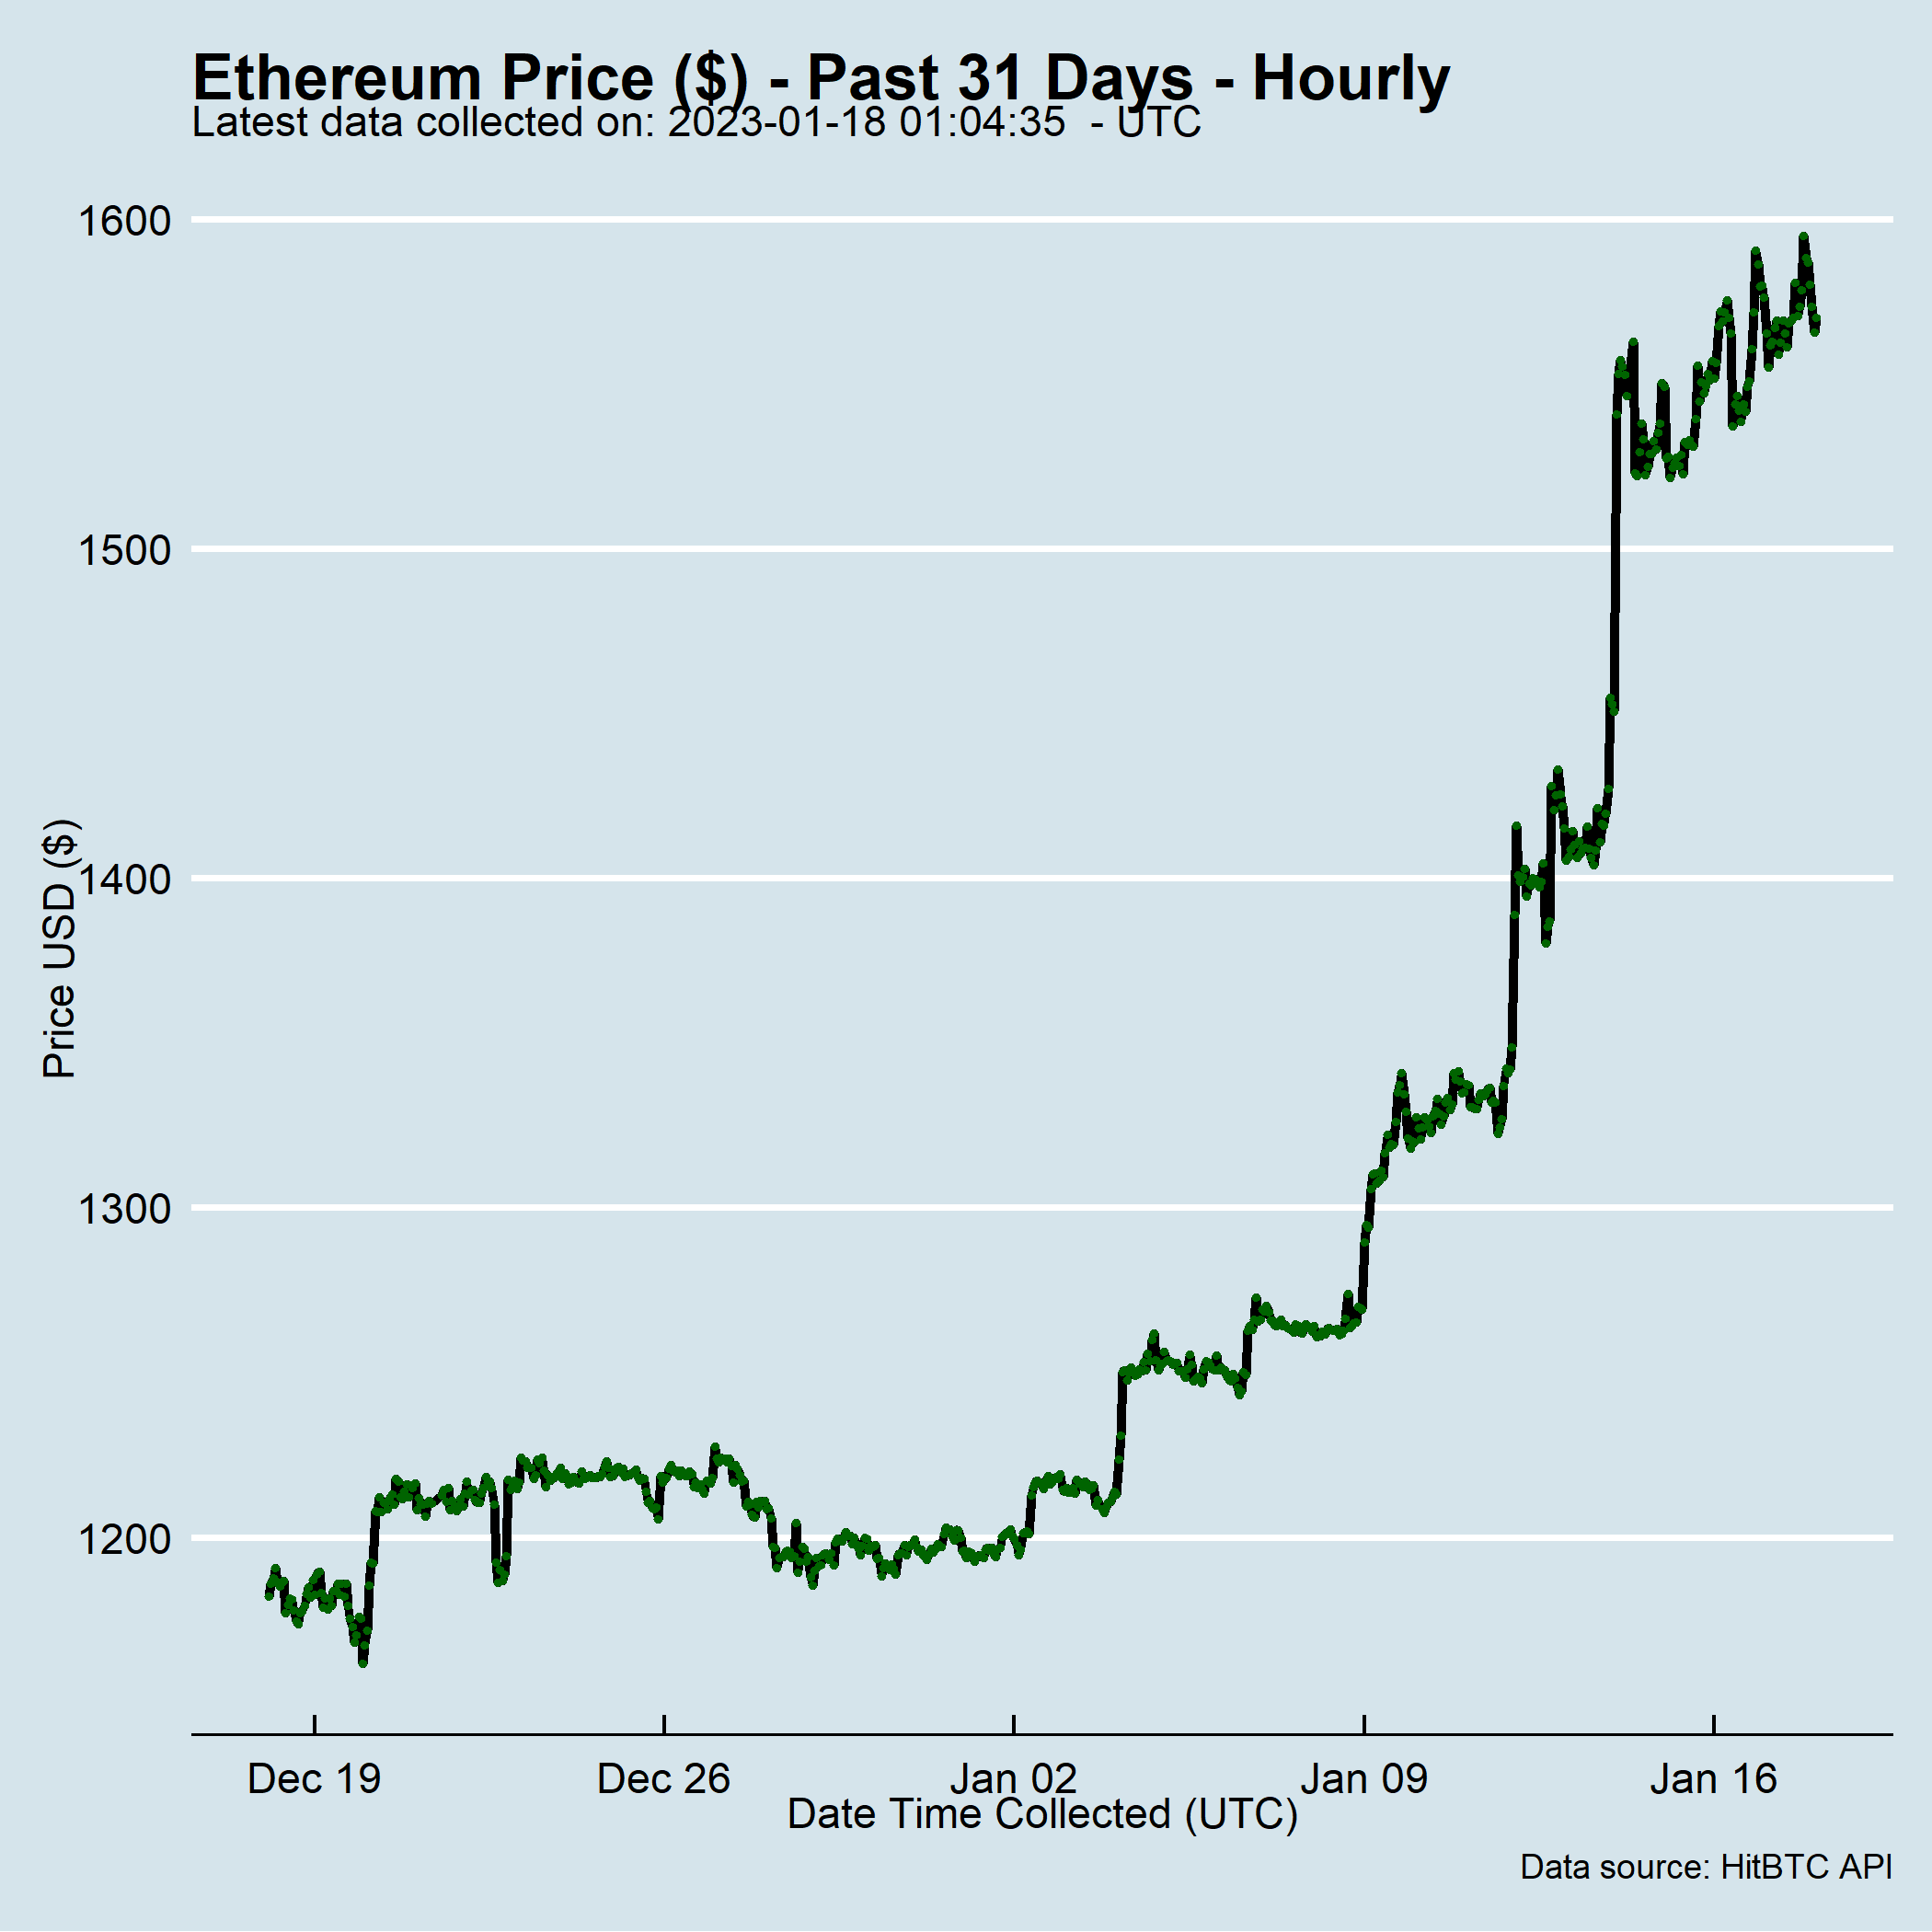 Ethereum Price ($) - Past 31 Days - Hourly
Latest data collected on: 2023-01-18 01:04:35  - UTC
1600
1500
1400
1300
1200
Price USD ($)
Dec 19 Dec 26 Jan 02 Jan 09 Jan 16
Date Time Collected (UTC)
Data source: HitBTC API